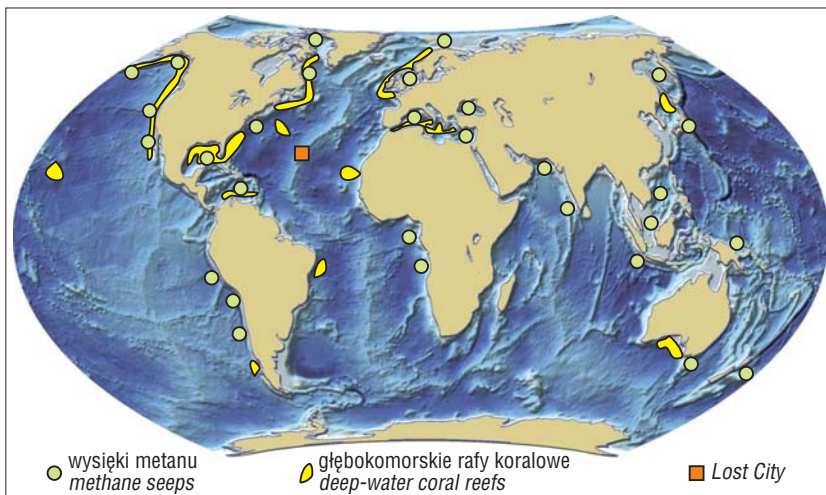 wysięki metanu
methane seeps
głębokomorskie rafy koralowe
deep-water coral reefs
Lost City